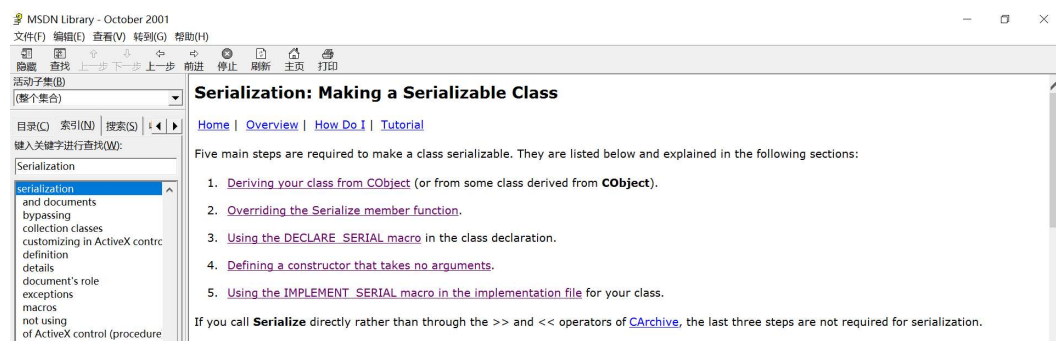 MSDN Library - October 2001
文件(F) 编辑(E) 查看(V) 转到(G) 帮助(H)
隐藏 查找 上一步 下一步 上一步 前进 停止 刷新 主页 打印
活动子集(B)
(整个集合)
目录(C) 索引(N) 搜索(S)
键入关键字进行查找(W):
Serialization
serialization
and documents
bypassing
collection classes
customizing in ActiveX contrc
definition
details
document's role
exceptions
macros
not using
of ActiveX control (procedure
Serialization: Making a Serializable Class
Home | Overview | How Do I | Tutorial
Five main steps are required to make a class serializable. They are listed below and explained in the following sections:
1. Deriving your class from CObject (or from some class derived from CObject).
2. Overriding the Serialize member function.
3. Using the DECLARE_SERIAL macro in the class declaration.
4. Defining a constructor that takes no arguments.
5. Using the IMPLEMENT_SERIAL macro in the implementation file for your class.
If you call Serialize directly rather than through the >> and << operators of CArchive, the last three steps are not required for serialization.